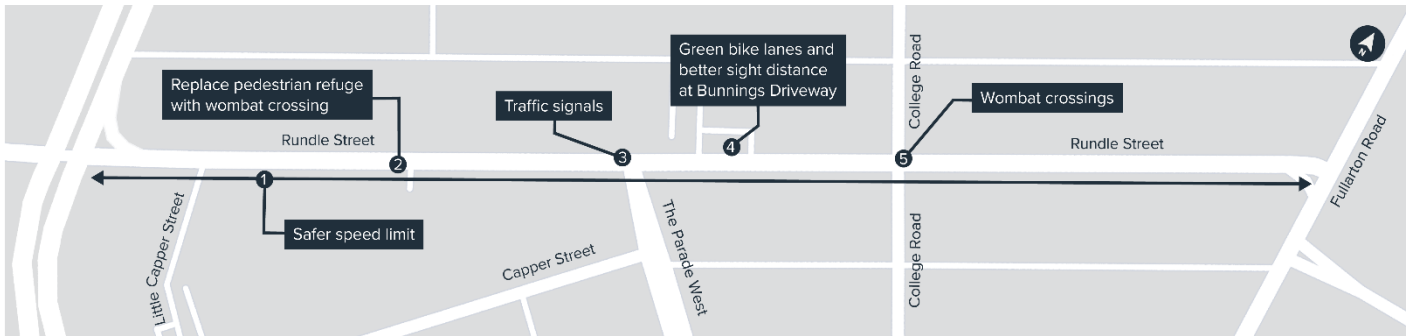 Green bike lanes and
better sight distance
at Bunnings Driveway
College Road
N
Replace pedestrian refuge
with wombat crossing
Traffic signals
Wombat crossings
Rundle Street
2
3
4
5
Rundle Street
Fullarton Road
1
Safer speed limit
Little Capper Street
Capper Street
The Parade West
College Road